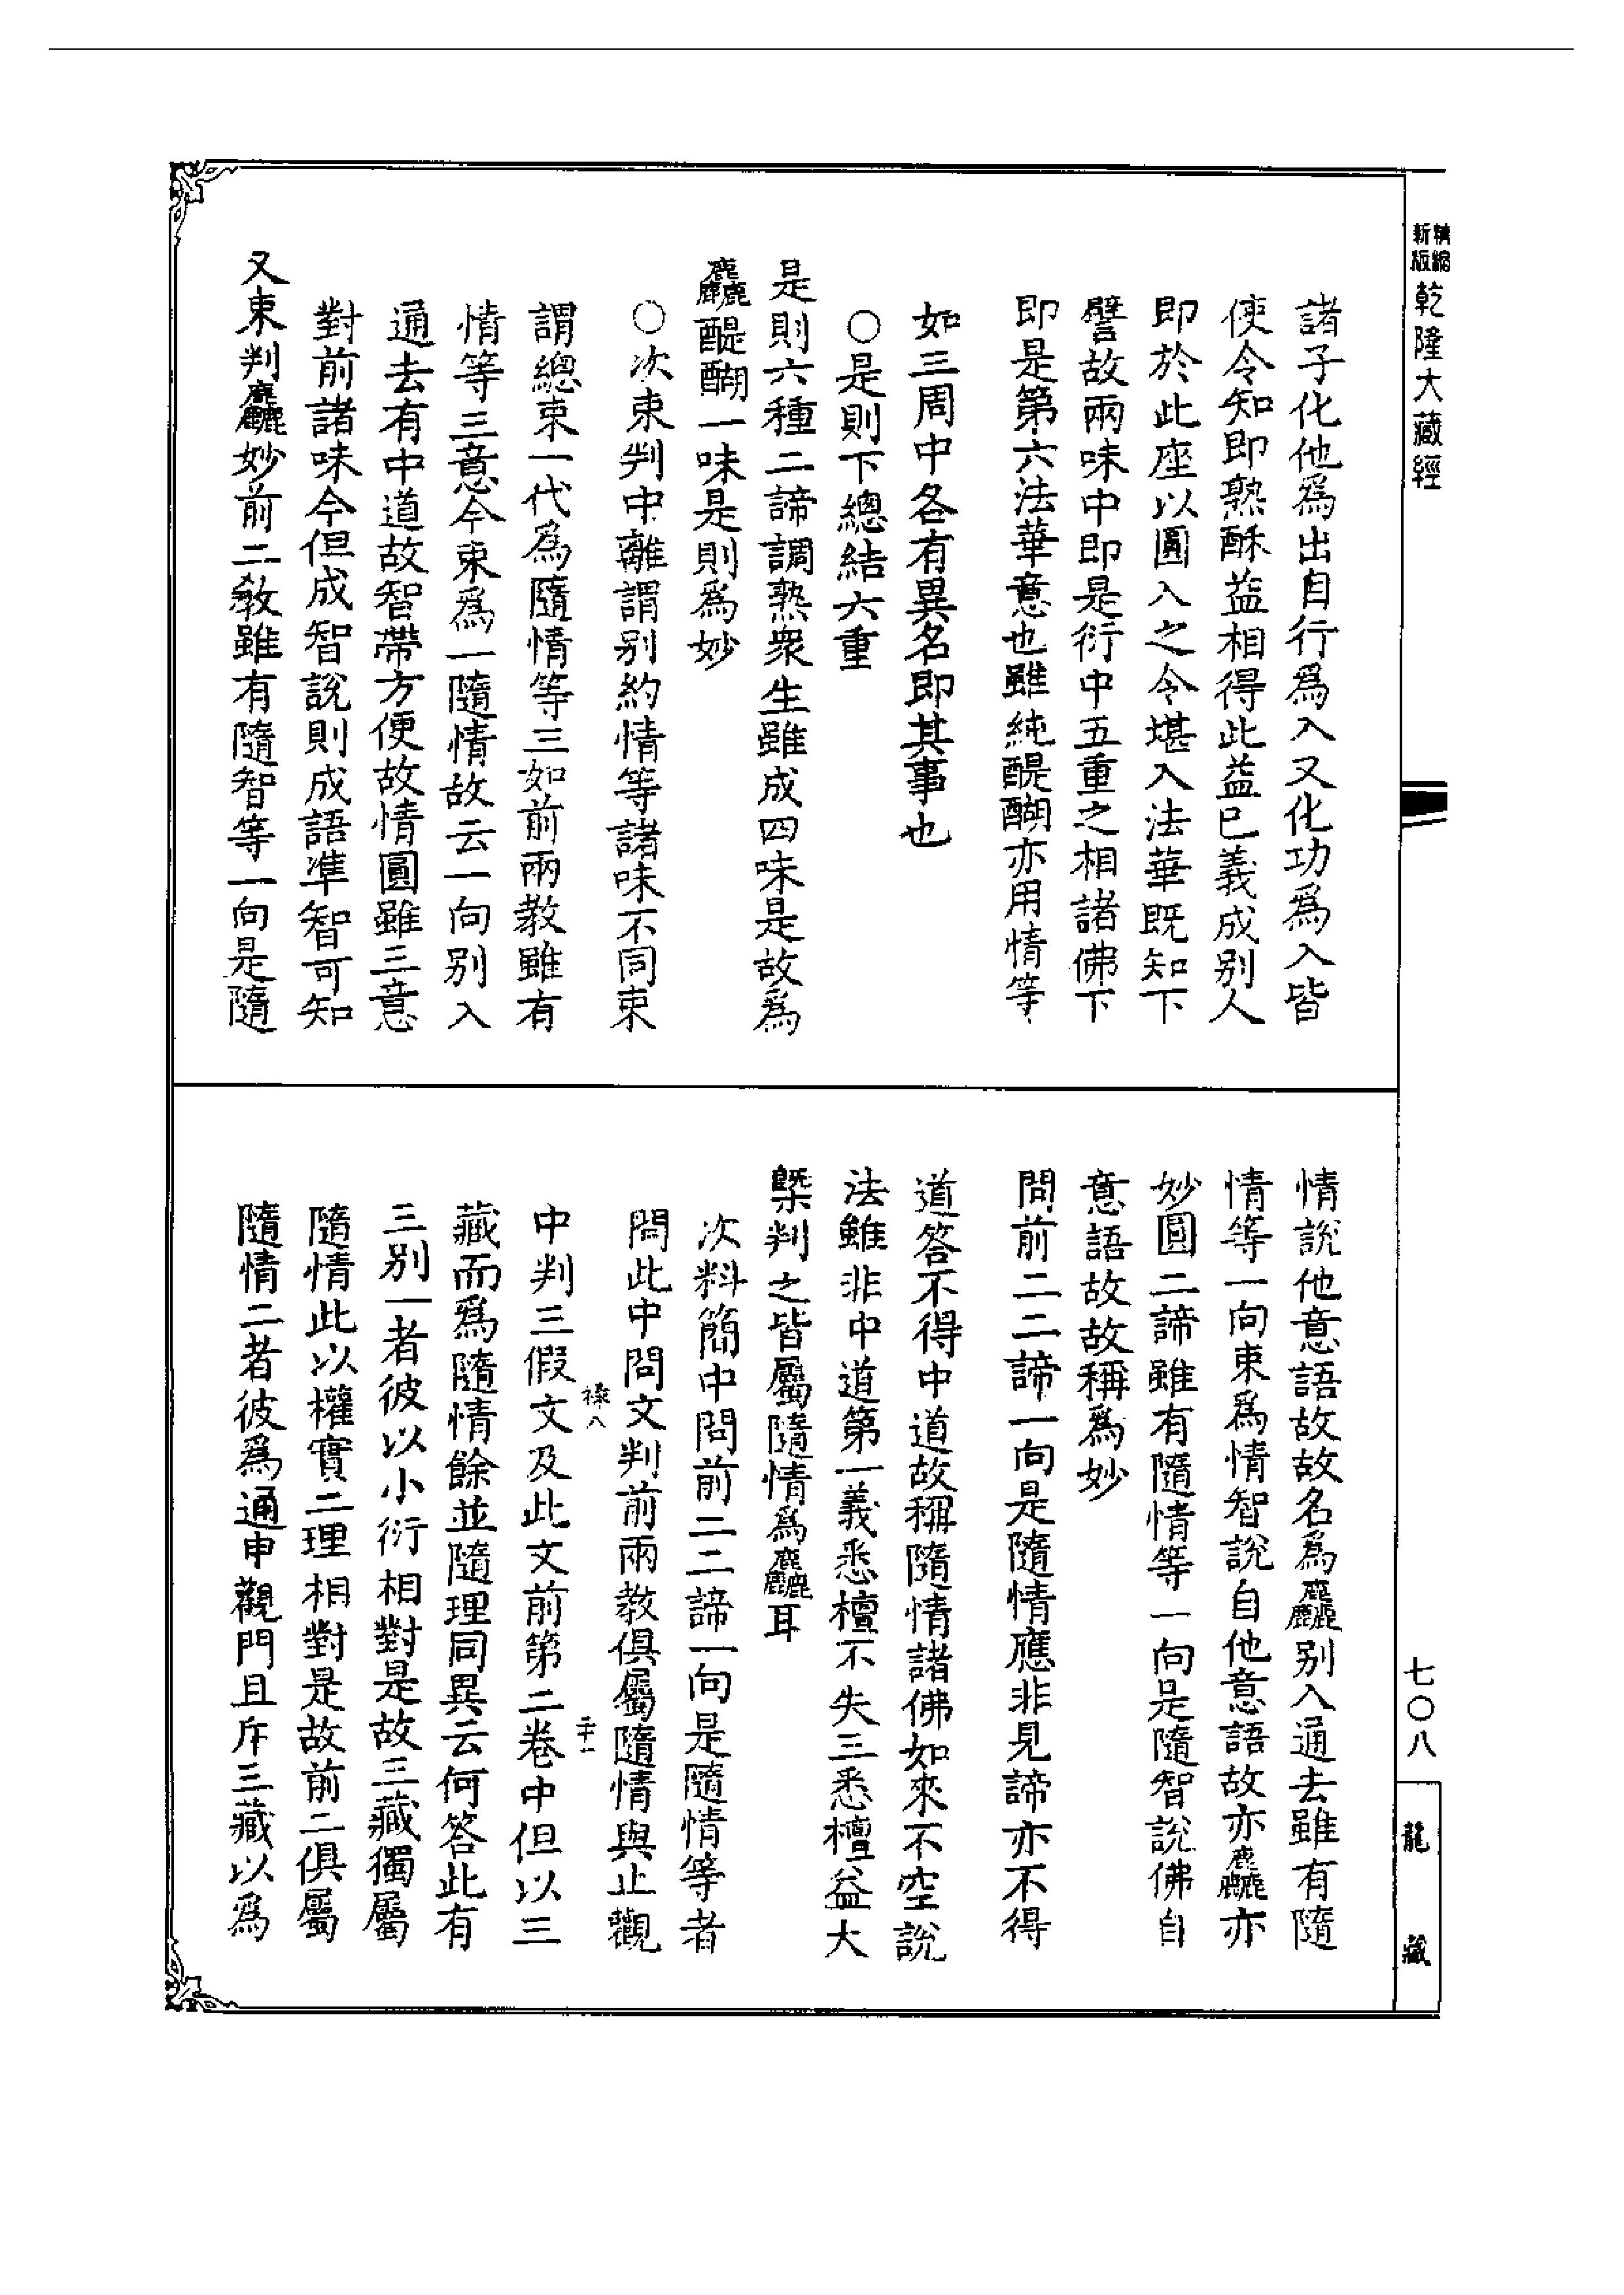 精縮新版乾隆大藏經
諸子化他爲出自行爲入又化功爲入皆
使令知即熟酥益相得此益已義成别人
即於此座以圓入之令堪入法華既知下
譬故兩味中即是衍中五重之相諸佛下
即是第六法華意也雖純醍醐亦用情等
如三周中各有異名即其事也
○是則下總結六重
是則六種二諦調熟衆生雖成四味是故爲
麤醍醐一味是則爲妙
○次束判中離謂别約情等諸味不同束
謂總束一代爲隨情等三如前兩教雖有
情等三意今束爲一隨情故云一向别入
通去有中道故智帶方便故情圓雖三意
對前諸味今但成智說則成語準智可知
又束判麤妙前二教雖有隨智等一向是隨
情說他意語故故名爲麤别入通去雖有隨
情等一向束爲情智說自他意語故亦麤亦
妙圓二諦雖有隨情等一向是隨智說佛自
意語故故稱爲妙
問前二二諦一向是隨情應非見諦亦不得
道答不得中道故稱隨情諸佛如來不空說
法雖非中道第一義悉檀不失三悉檀益大
槩判之皆屬隨情爲麤耳
次料簡中問前二二諦一向是隨情等者
問此中問文判前兩教俱屬隨情與止觀
祿八 二十一
中判三假文及此文前第二卷中但以三
藏而爲隨情餘並隨理同異云何答此有
三别一者彼以小衍相對是故三藏獨屬
隨情此以權實二理相對是故前二俱屬
隨情二者彼爲通申觀門且斥三藏以爲
七〇八
龍藏